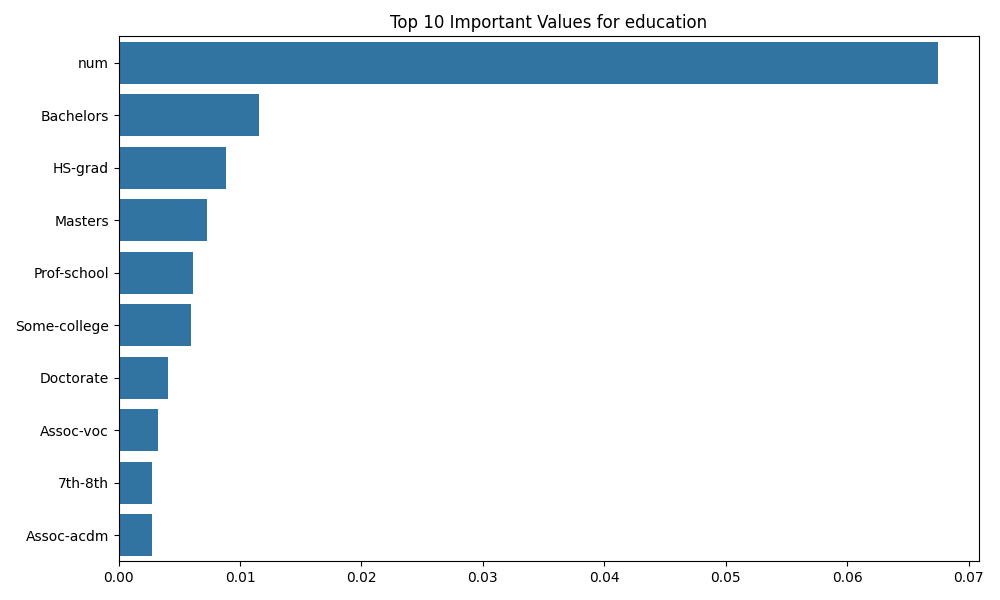 Top 10 Important Values for education
num
Bachelors
HS-grad
Masters
Prof-school
Some-college
Doctorate
Assoc-voc
7th-8th
Assoc-acdm
0.00 0.01 0.02 0.03 0.04 0.05 0.06 0.07